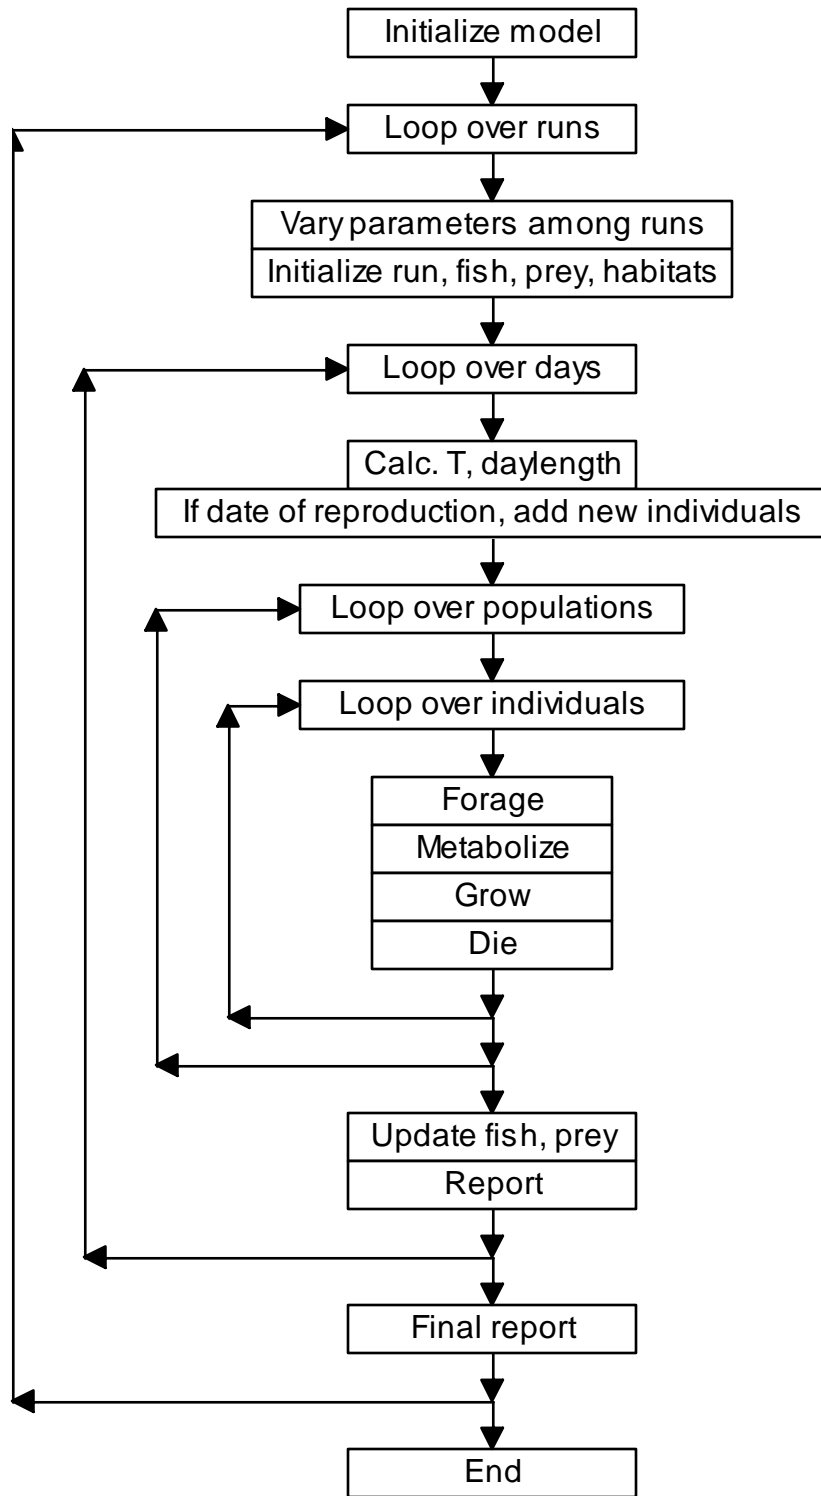 Initialize model
Loop over runs
Vary parameters among runs
Initialize run, fish, prey, habitats
Loop over days
Calc. T, daylength
If date of reproduction, add new individuals
Loop over populations
Loop over individuals
Forage
Metabolize
Grow
Die
Update fish, prey
Report
Final report
End